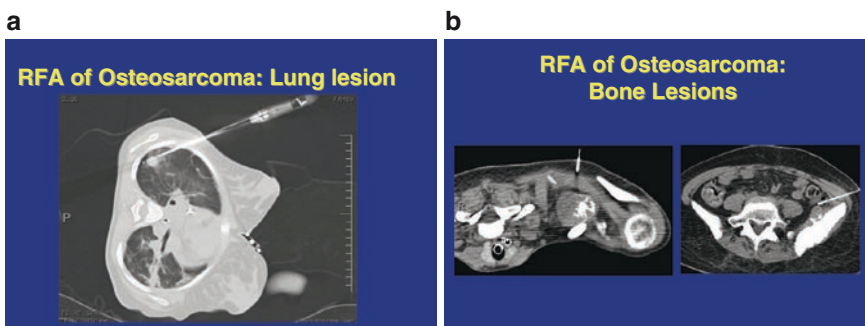 a
RFA of Osteosarcoma: Lung lesion
P
b
RFA of Osteosarcoma:
Bone Lesions